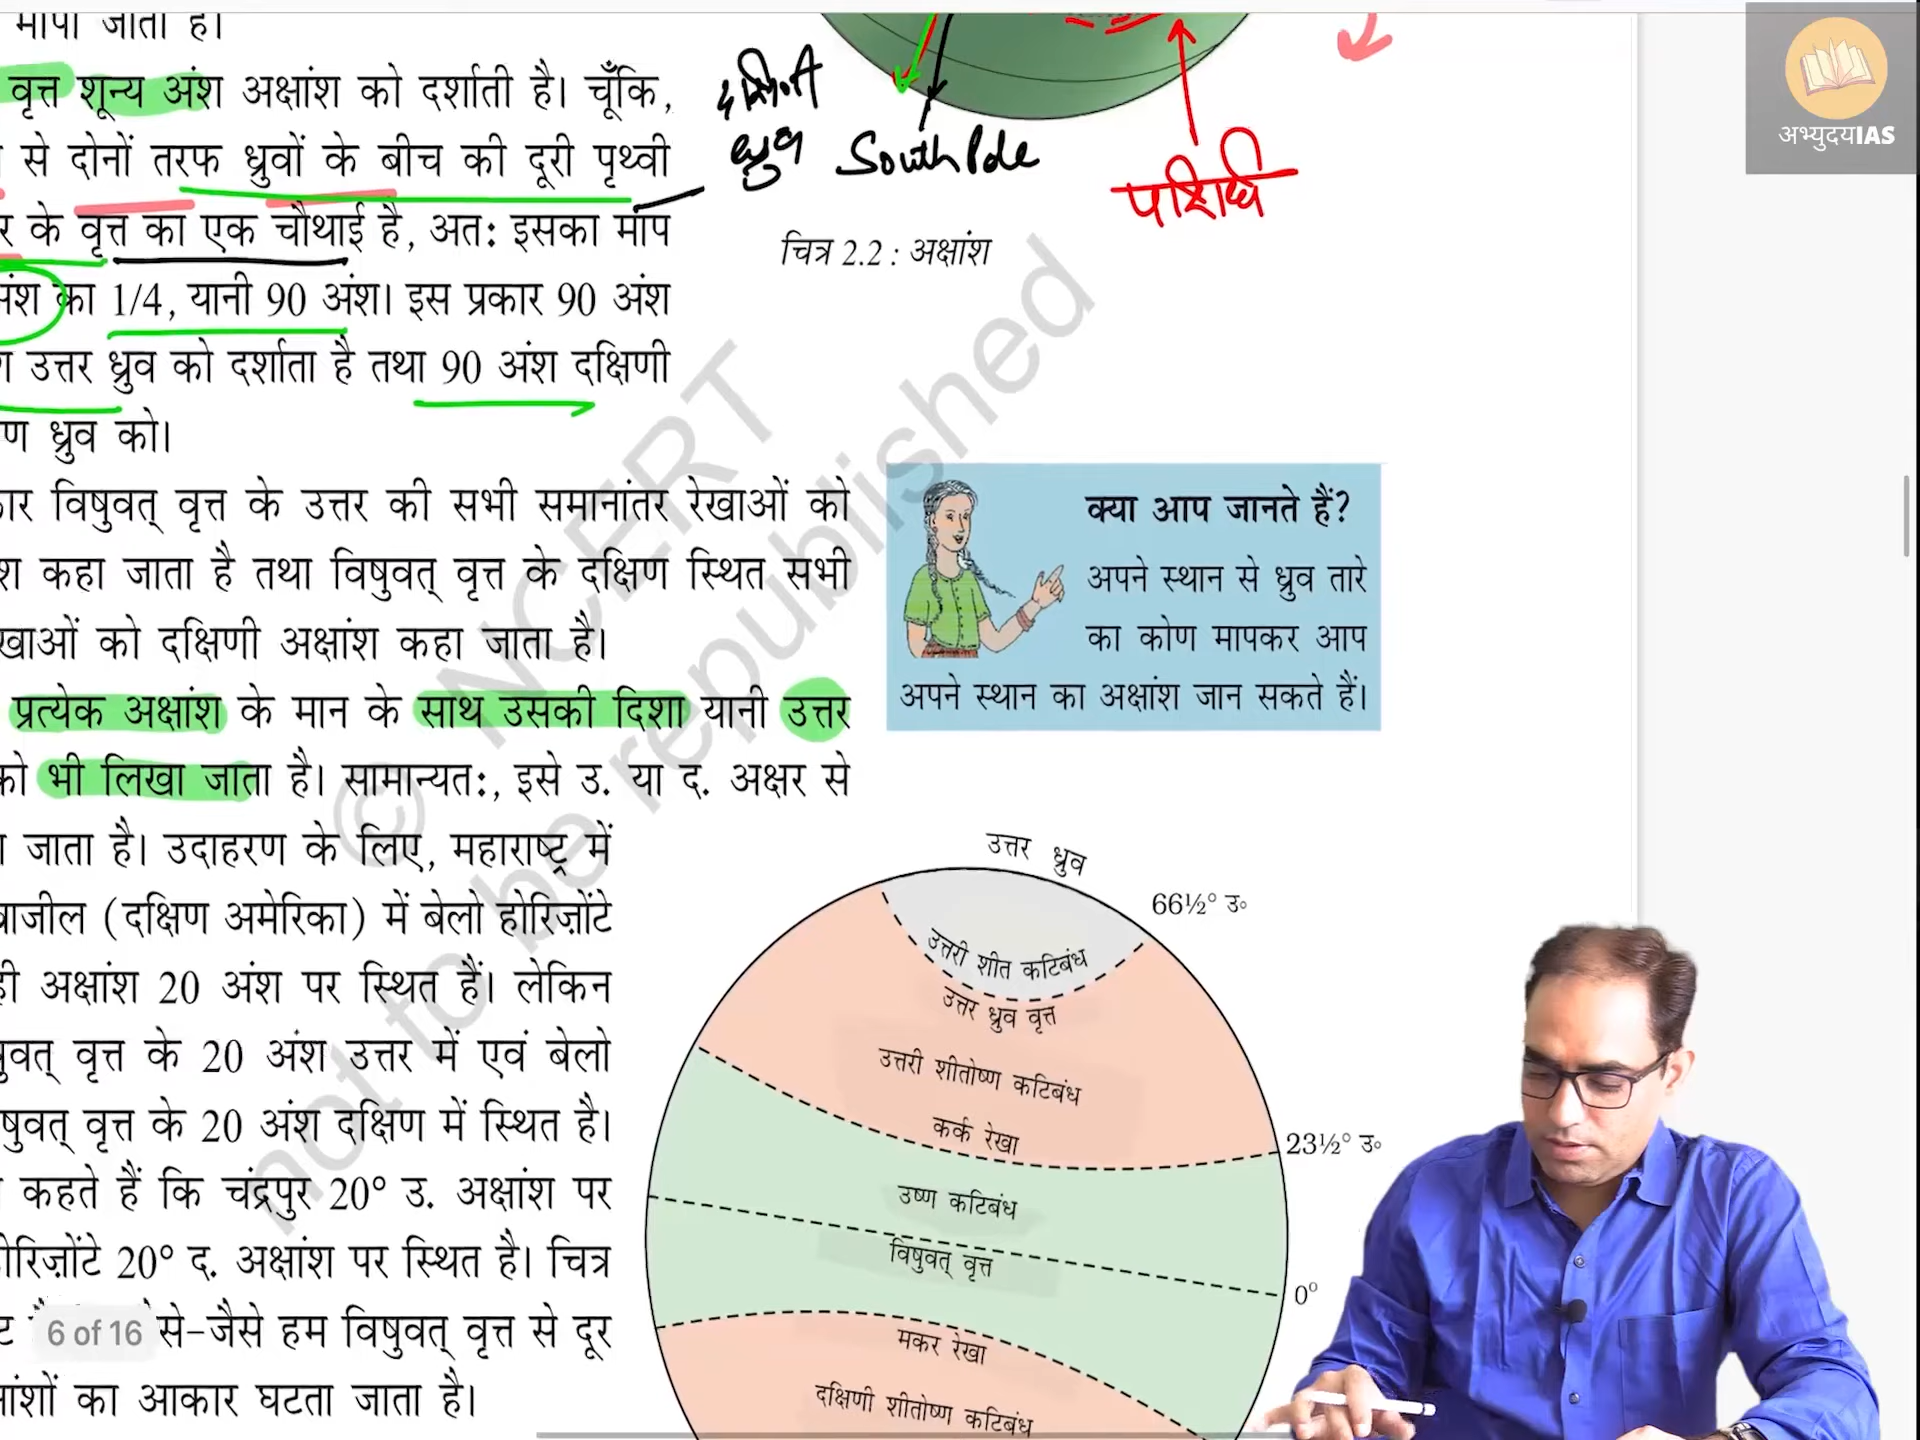 मापा जाता है।
वृत्त शून्य अंश अक्षांश को दर्शाती है। चूँकि,
से दोनों तरफ ध्रुवों के बीच की दूरी पृथ्वी
के वृत्त का एक चौथाई है, अतः इसका माप
का 1/4, यानी 90 अंश। इस प्रकार 90 अंश
उत्तर ध्रुव को दर्शाता है तथा 90 अंश दक्षिणी
ध्रुव को।
विषुवत् वृत्त के उत्तर की सभी समानांतर रेखाओं को
कहा जाता है तथा विषुवत् वृत्त के दक्षिण स्थित सभी
को दक्षिणी अक्षांश कहा जाता है।
प्रत्येक अक्षांश के मान के साथ उसकी दिशा यानी उत्तर
को भी लिखा जाता है। सामान्यतः, इसे उ. या द. अक्षर से
जाता है। उदाहरण के लिए, महाराष्ट्र में
(दक्षिण अमेरिका) में बेलो होरिज़ोंटे
ही अक्षांश 20 अंश पर स्थित हैं। लेकिन
वृत्त के 20 अंश उत्तर में एवं बेलो
वृत्त के 20 अंश दक्षिण में स्थित है।
कहते हैं कि चंद्रपुर 20° उ. अक्षांश पर
20° द. अक्षांश पर स्थित है। चित्र
से-जैसे हम विषुवत् वृत्त से दूर
का आकार घटता जाता है।
6 of 16
ध्रुव
South Pole
परिधि
चित्र 2.2 : अक्षांश
© NCERT
not to be republished
क्या आप जानते हैं?
अपने स्थान से ध्रुव तारे
का कोण मापकर आप
अपने स्थान का अक्षांश जान सकते हैं।
उत्तर ध्रुव
66½° उ॰
उत्तरी शीत कटिबंध
उत्तर ध्रुव वृत्त
उत्तरी शीतोष्ण कटिबंध
कर्क रेखा
23½° उ॰
उष्ण कटिबंध
विषुवत् वृत्त
0°
मकर रेखा
दक्षिणी शीतोष्ण कटिबंध
अभ्युदयIAS